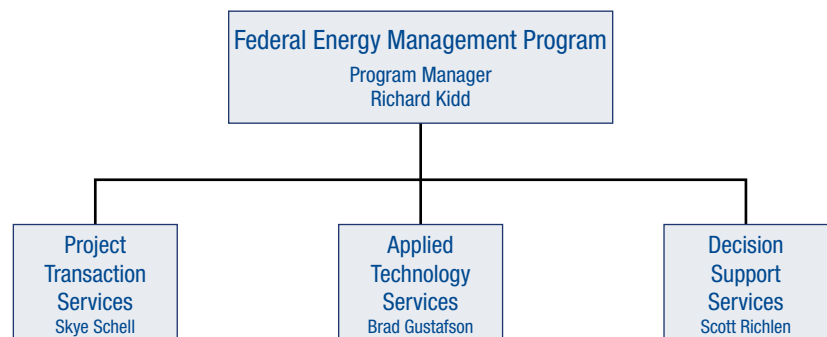 Federal Energy Management Program
Program Manager
Richard Kidd
Project
Transaction
Services
Skye Schell
Applied
Technology
Services
Brad Gustafson
Decision
Support
Services
Scott Richlen